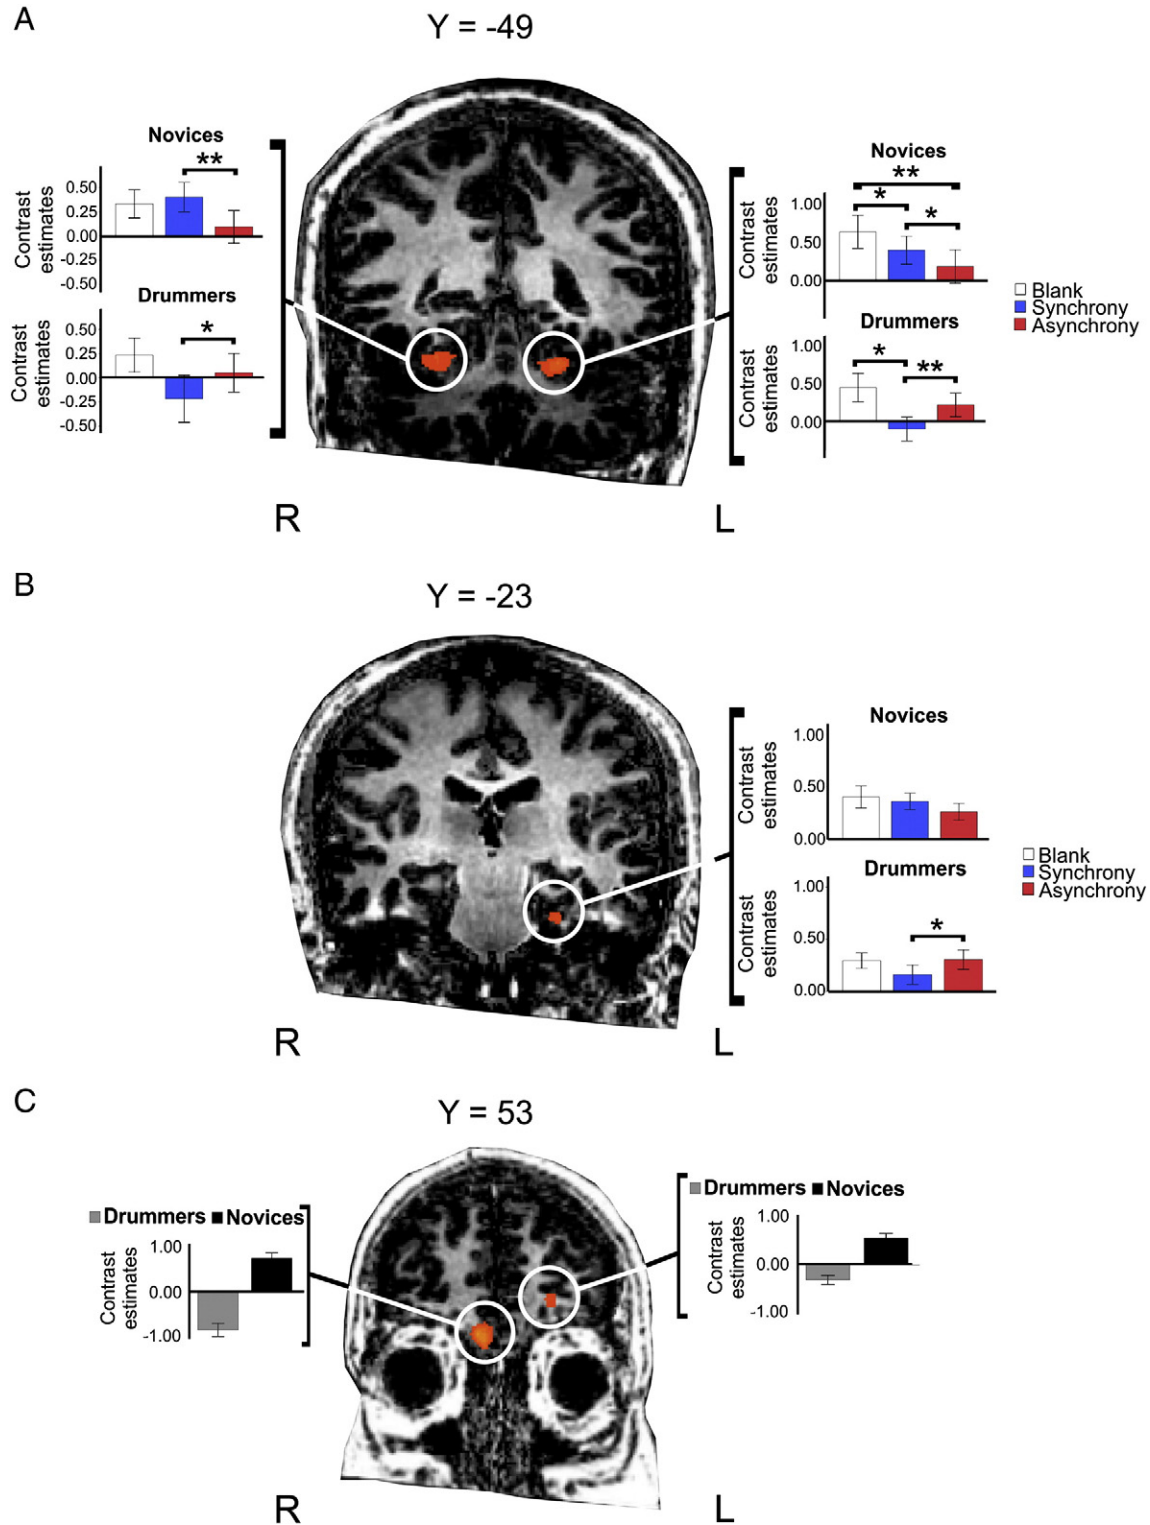 A
Y = -49
Novices
**
Contrast
estimates
0.50
0.25
0.00
-0.25
-0.50
Drummers
*
Contrast
estimates
0.50
0.25
0.00
-0.25
-0.50
Novices
**
*
*
Contrast
estimates
1.00
0.50
0.00
Drummers
*
**
Contrast
estimates
1.00
0.50
0.00
Blank
Synchrony
Asynchrony
R
L
B
Y = -23
Novices
Contrast
estimates
1.00
0.50
0.00
Drummers
*
Contrast
estimates
1.00
0.50
0.00
Blank
Synchrony
Asynchrony
R
L
C
Y = 53
Drummers Novices
Contrast
estimates
1.00
0.00
-1.00
Drummers Novices
Contrast
estimates
1.00
0.00
-1.00
R
L